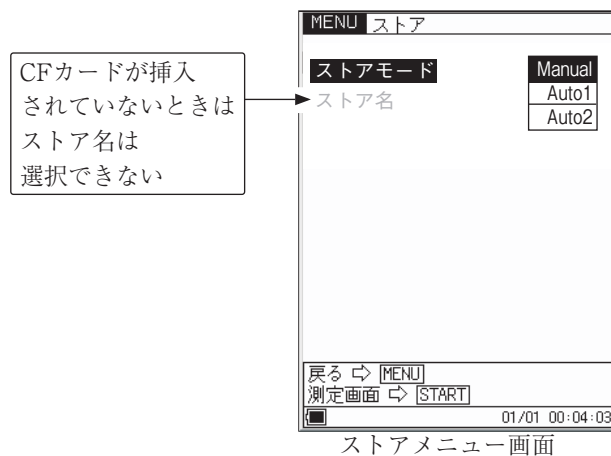 MENU ストア
CFカードが挿入
されていないときは
ストア名は
選択できない
ストアモード
Manual
ストア名
Auto1
Auto2
戻る ⇨ MENU
測定画面 ⇨ START
01/01 00:04:03
ストアメニュー画面